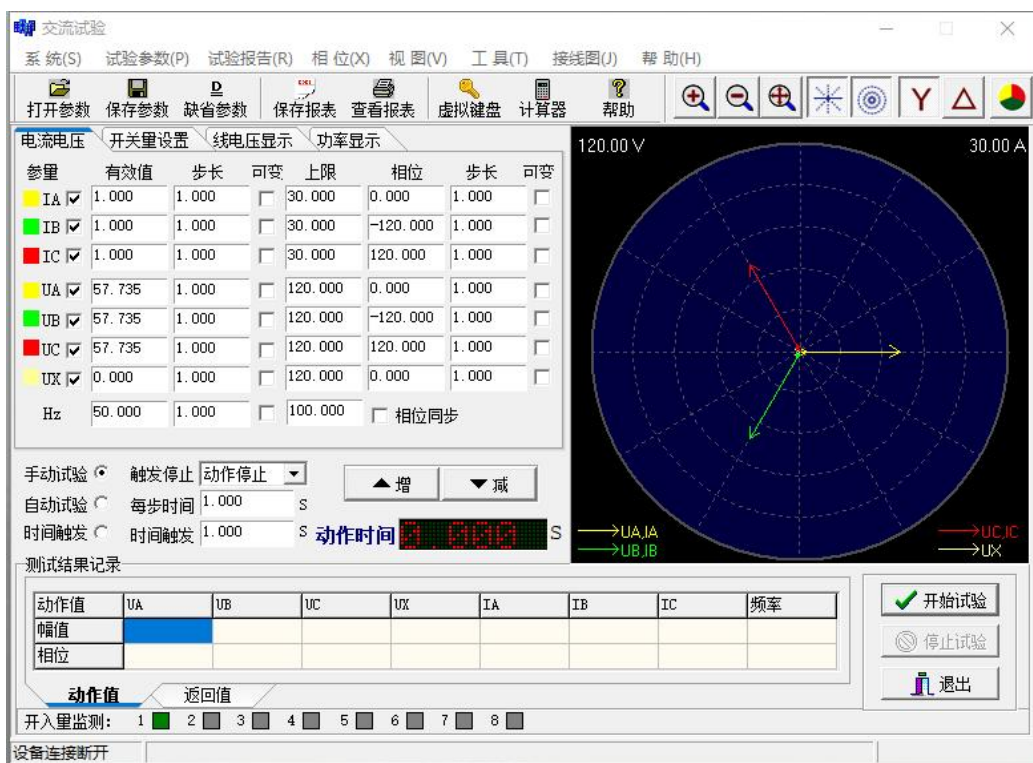 交流试验
系统(S) 试验参数(P) 试验报告(R) 相位(X) 视图(V) 工具(T) 接线图(J) 帮助(H)
打开参数 保存参数 缺省参数 保存报表 查看报表 虚拟键盘 计算器 帮助
电流电压 开关量设置 线电压显示 功率显示
120.00 V 30.00 A
参量 有效值 步长 可变 上限 相位 步长 可变
IA 1.000 1.000 30.000 0.000 1.000
IB 1.000 1.000 30.000 -120.000 1.000
IC 1.000 1.000 30.000 120.000 1.000
UA 57.735 1.000 120.000 0.000 1.000
UB 57.735 1.000 120.000 -120.000 1.000
UC 57.735 1.000 120.000 120.000 1.000
UX 0.000 1.000 120.000 0.000 1.000
Hz 50.000 1.000 100.000 相位同步
手动试验 触发停止 动作停止 ▲增 ▼减
自动试验 每步时间 1.000 S
时间触发 时间触发 1.000 S 动作时间 0.000 S
UA,IA UC,IC
UB,IB UX
测试结果记录
动作值 UA UB UC UX IA IB IC 频率
幅值
相位
开始试验
停止试验
退出
动作值 返回值
开入量监测: 1 2 3 4 5 6 7 8
设备连接断开